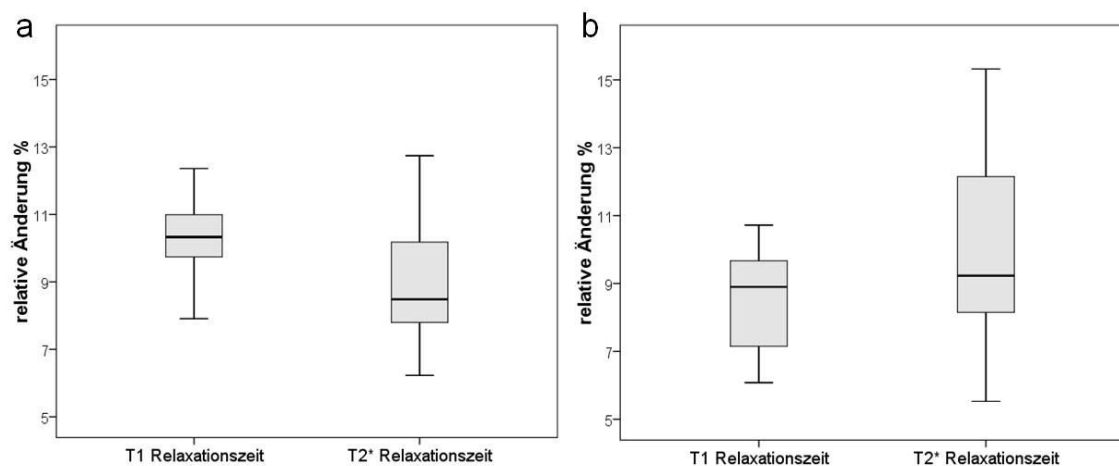 a
relative Änderung %
15
13
11
9
7
5
T1 Relaxationszeit
T2* Relaxationszeit
b
relative Änderung %
15
13
11
9
7
5
T1 Relaxationszeit
T2* Relaxationszeit